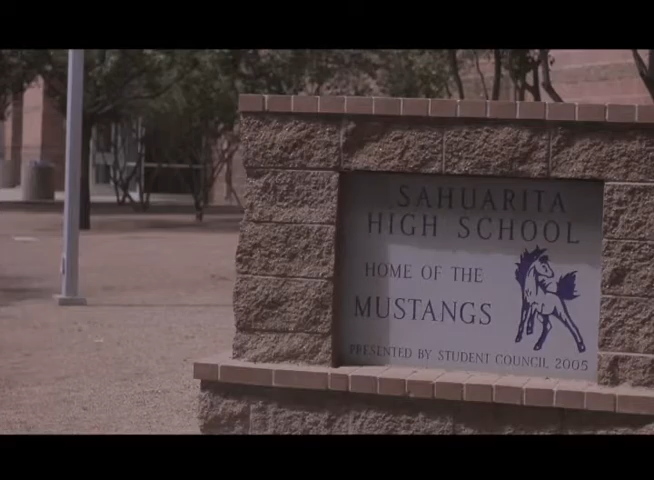 SAHUARITA
HIGH SCHOOL
HOME OF THE
MUSTANGS
PRESENTED BY STUDENT COUNCIL 2005